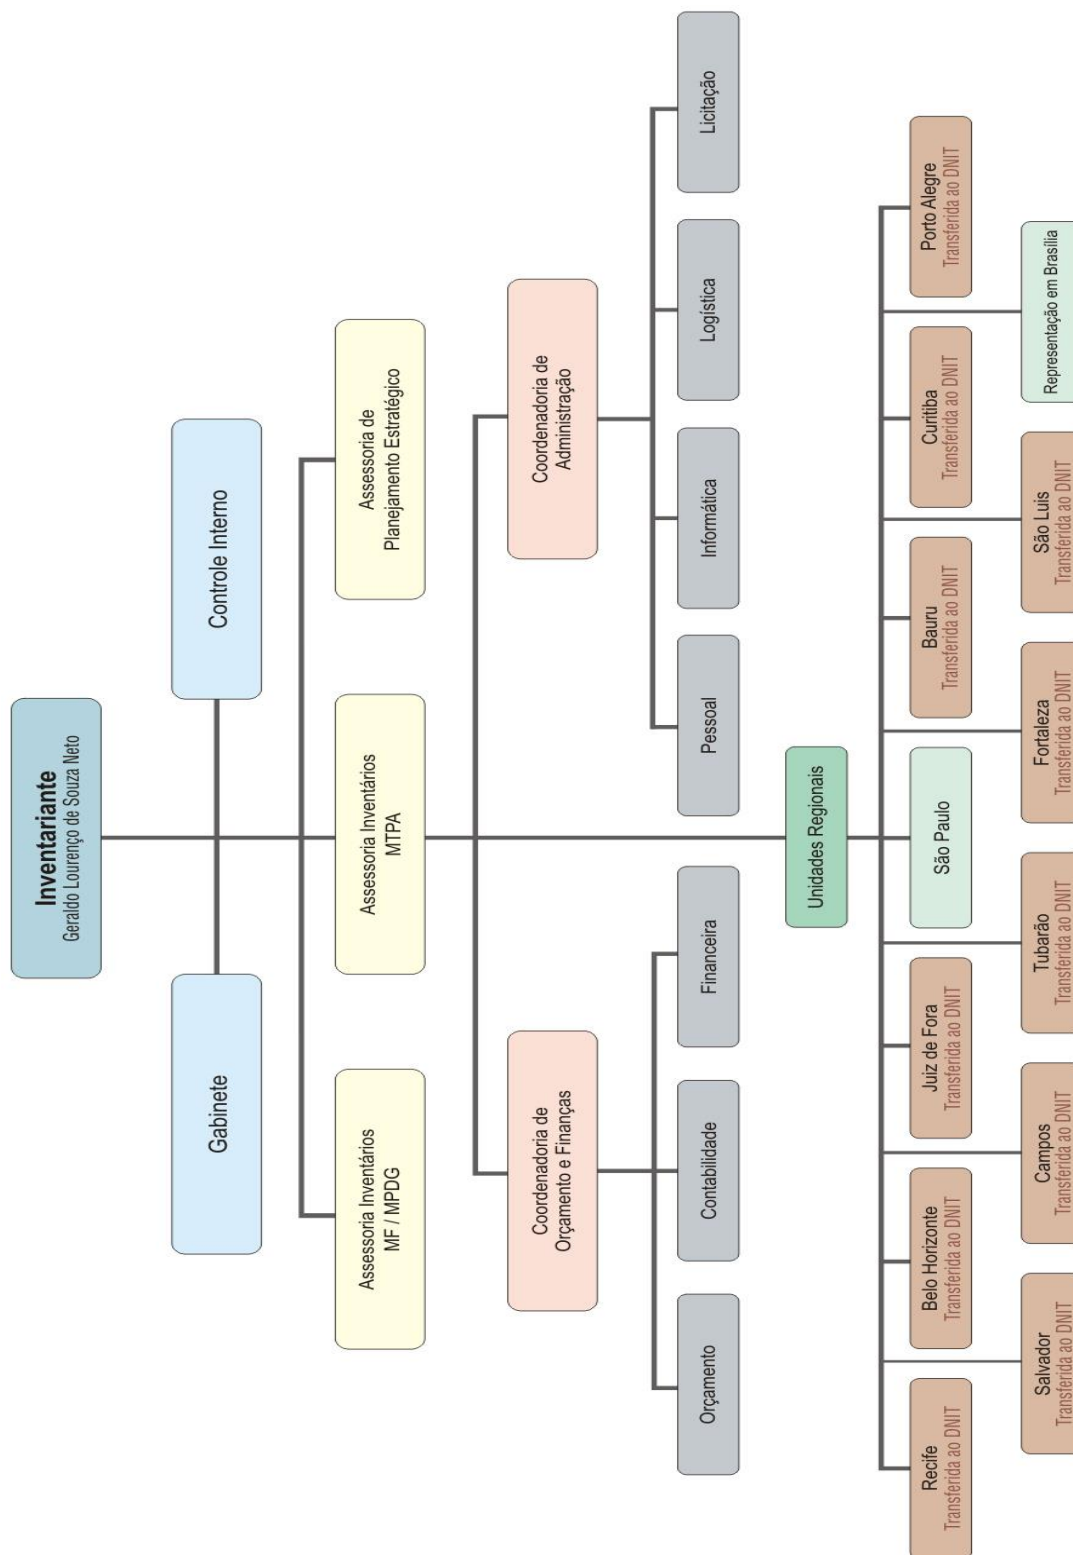 Inventariante
Geraldo Lourenço de Souza Neto
Gabinete
Controle Interno
Assessoria Inventários
MF / MPDG
Assessoria Inventários
MTPA
Assessoria de
Planejamento Estratégico
Coordenadoria de
Orçamento e Finanças
Coordenadoria de
Administração
Orçamento
Contabilidade
Financeira
Pessoal
Informática
Logística
Licitação
Unidades Regionais
Recife
Transferida ao DNIT
Belo Horizonte
Transferida ao DNIT
Juiz de Fora
Transferida ao DNIT
São Paulo
Bauru
Transferida ao DNIT
Curitiba
Transferida ao DNIT
Porto Alegre
Transferida ao DNIT
Salvador
Transferida ao DNIT
Campos
Transferida ao DNIT
Tubarão
Transferida ao DNIT
Fortaleza
Transferida ao DNIT
São Luis
Transferida ao DNIT
Representação em Brasília